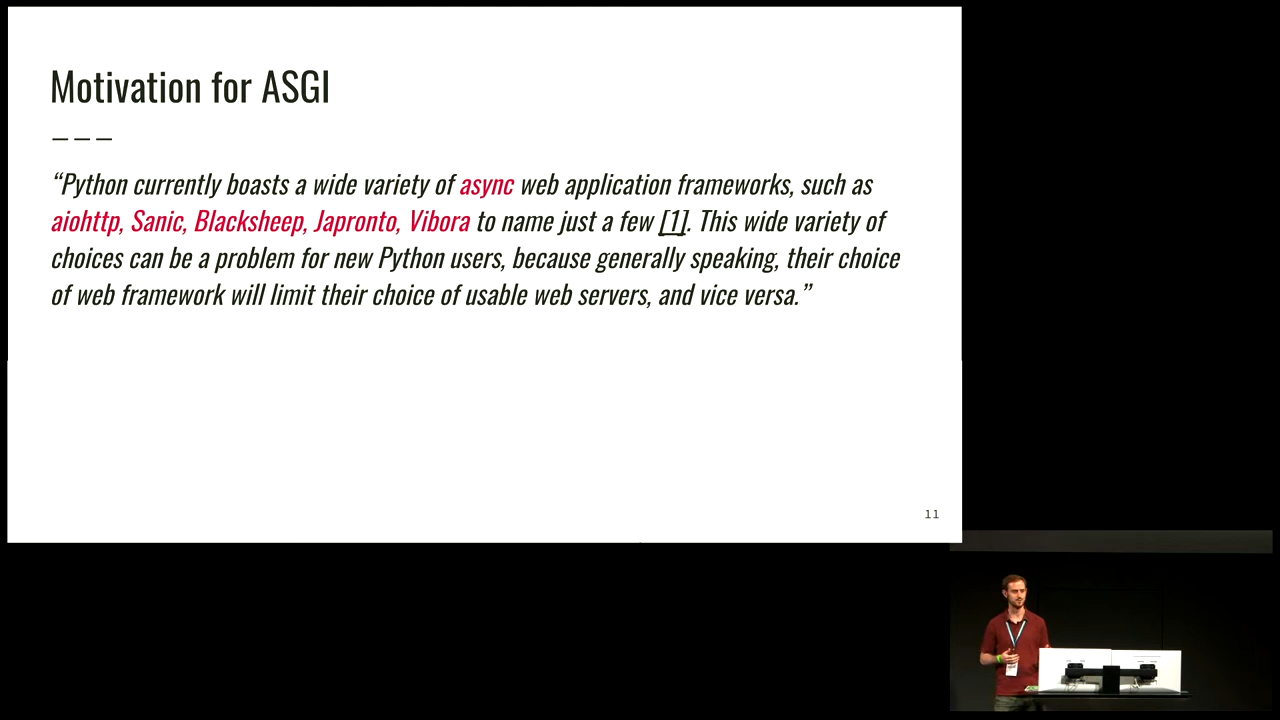 Motivation for ASGI
“Python currently boasts a wide variety of async web application frameworks, such as
aiohttp, Sanic, Blacksheep, Japronto, Vibora to name just a few [1]. This wide variety of
choices can be a problem for new Python users, because generally speaking, their choice
of web framework will limit their choice of usable web servers, and vice versa.”
11